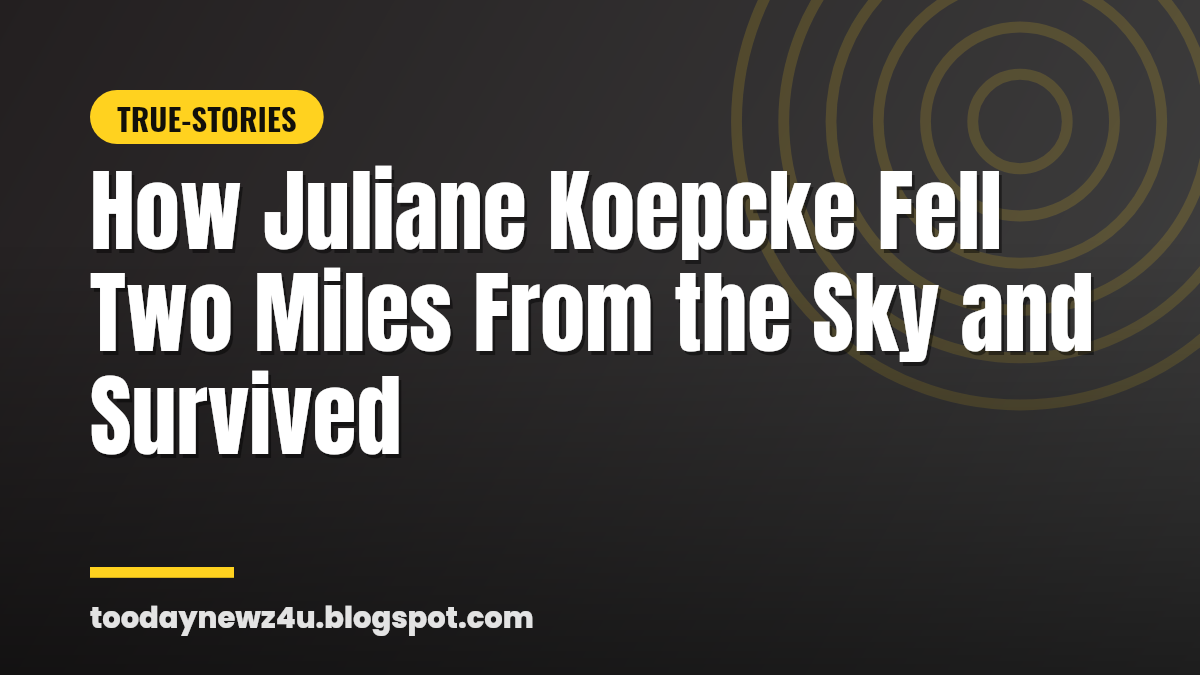 TRUE-STORIES
How Juliane Koepcke Fell
Two Miles From the Sky and
Survived
toodaynewz4u.blogspot.com